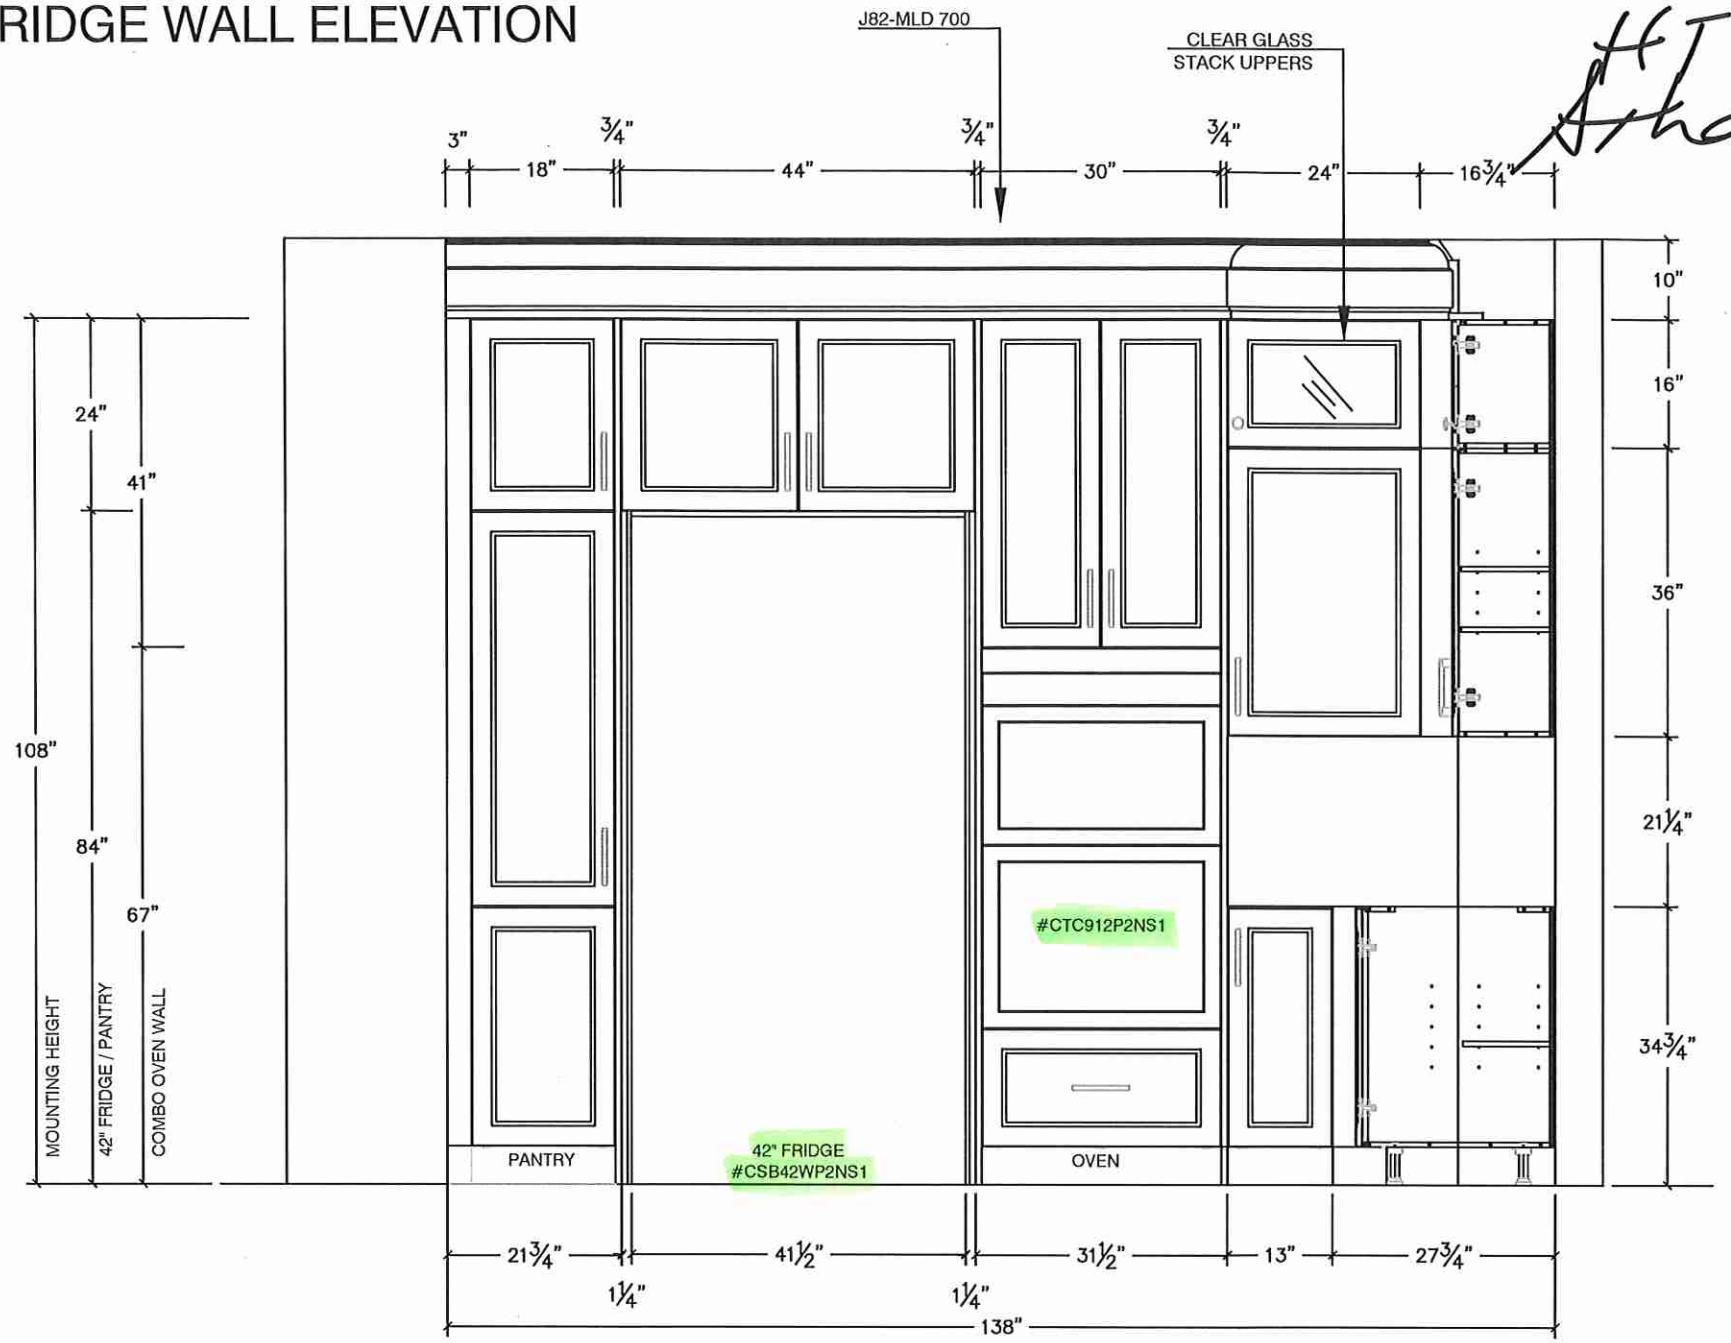 RIDGE WALL ELEVATION
J82-MLD 700
CLEAR GLASS
STACK UPPERS
3"
3/4"
3/4"
3/4"
18"
44"
30"
24"
16 3/4"
10"
16"
36"
21 1/4"
34 3/4"
24"
41"
108"
84"
67"
MOUNTING HEIGHT
42" FRIDGE / PANTRY
COMBO OVEN WALL
#CTC912P2NS1
PANTRY
42" FRIDGE
#CSB42WP2NS1
OVEN
21 3/4"
41 1/2"
31 1/2"
13"
27 3/4"
1 1/4"
1 1/4"
138"